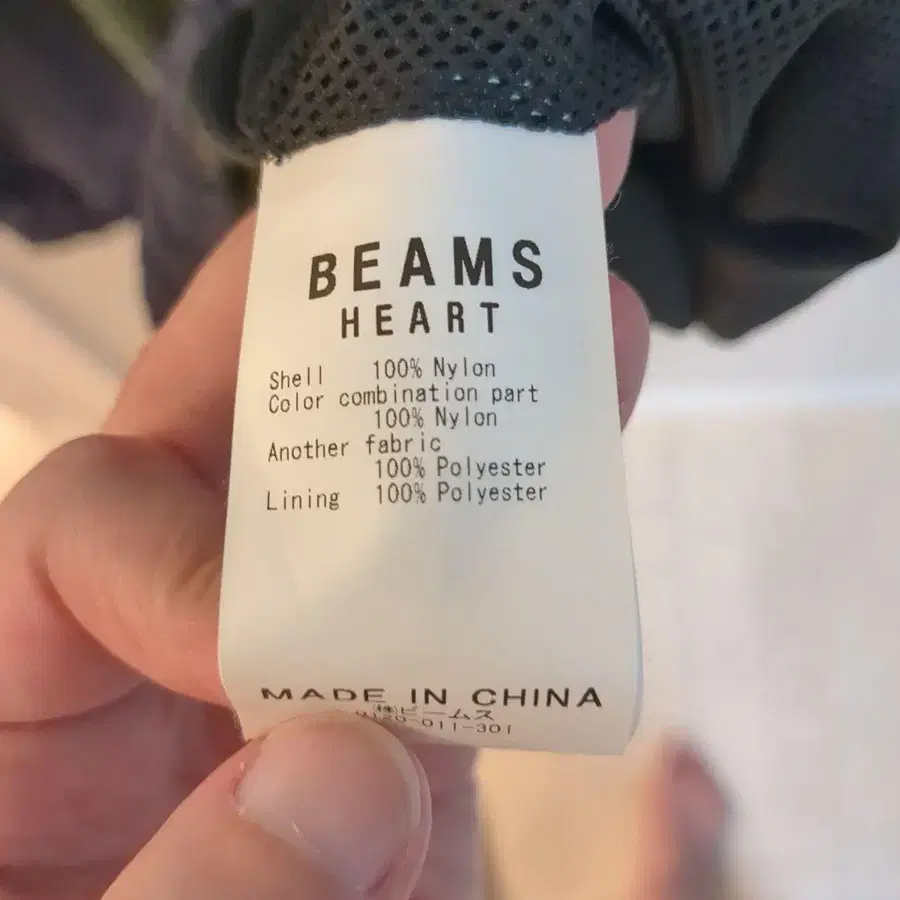 BEAMS
HEART
Shell 100% Nylon
Color combination part
100% Nylon
Another fabric
100% Polyester
Lining 100% Polyester
MADE IN CHINA
㈱ビームス
0120-011-301